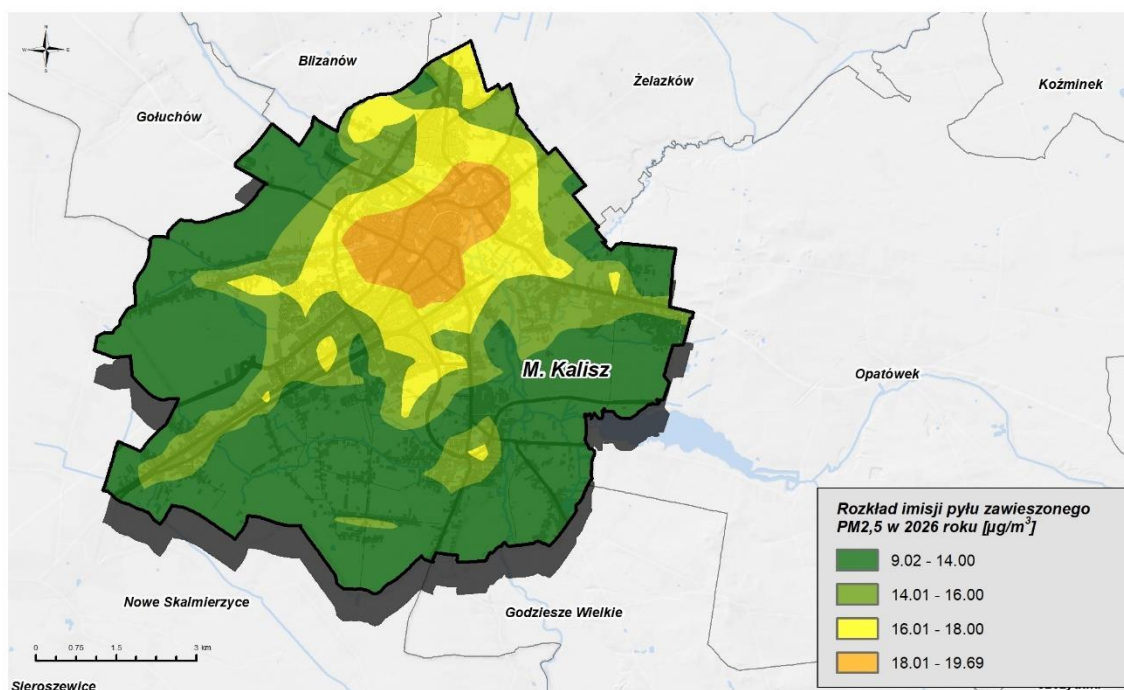 N
W E
S
Blizanów
Żelazków
Koźminek
Gołuchów
M. Kalisz
Opatówek
Rozkład imisji pyłu zawieszonego
PM2,5 w 2026 roku [µg/m³]
9.02 - 14.00
14.01 - 16.00
16.01 - 18.00
18.01 - 19.69
Nowe Skalmierzyce
Godziesze Wielkie
0 0.75 1.5 3 km
Sieroszewice